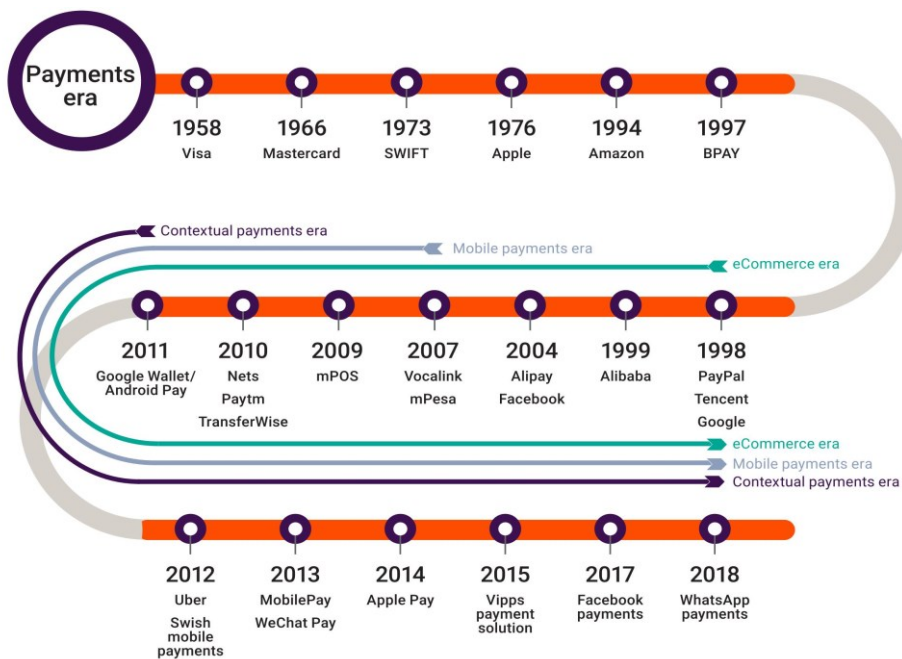 Payments
era
1958
Visa
1966
Mastercard
1973
SWIFT
1976
Apple
1994
Amazon
1997
BPAY
Contextual payments era
Mobile payments era
eCommerce era
2011
Google Wallet/
Android Pay
2010
Nets
Paytm
TransferWise
2009
mPOS
2007
Vocalink
mPesa
2004
Alipay
Facebook
1999
Alibaba
1998
PayPal
Tencent
Google
eCommerce era
Mobile payments era
Contextual payments era
2012
Uber
Swish
mobile
payments
2013
MobilePay
WeChat Pay
2014
Apple Pay
2015
Vipps
payment
solution
2017
Facebook
payments
2018
WhatsApp
payments